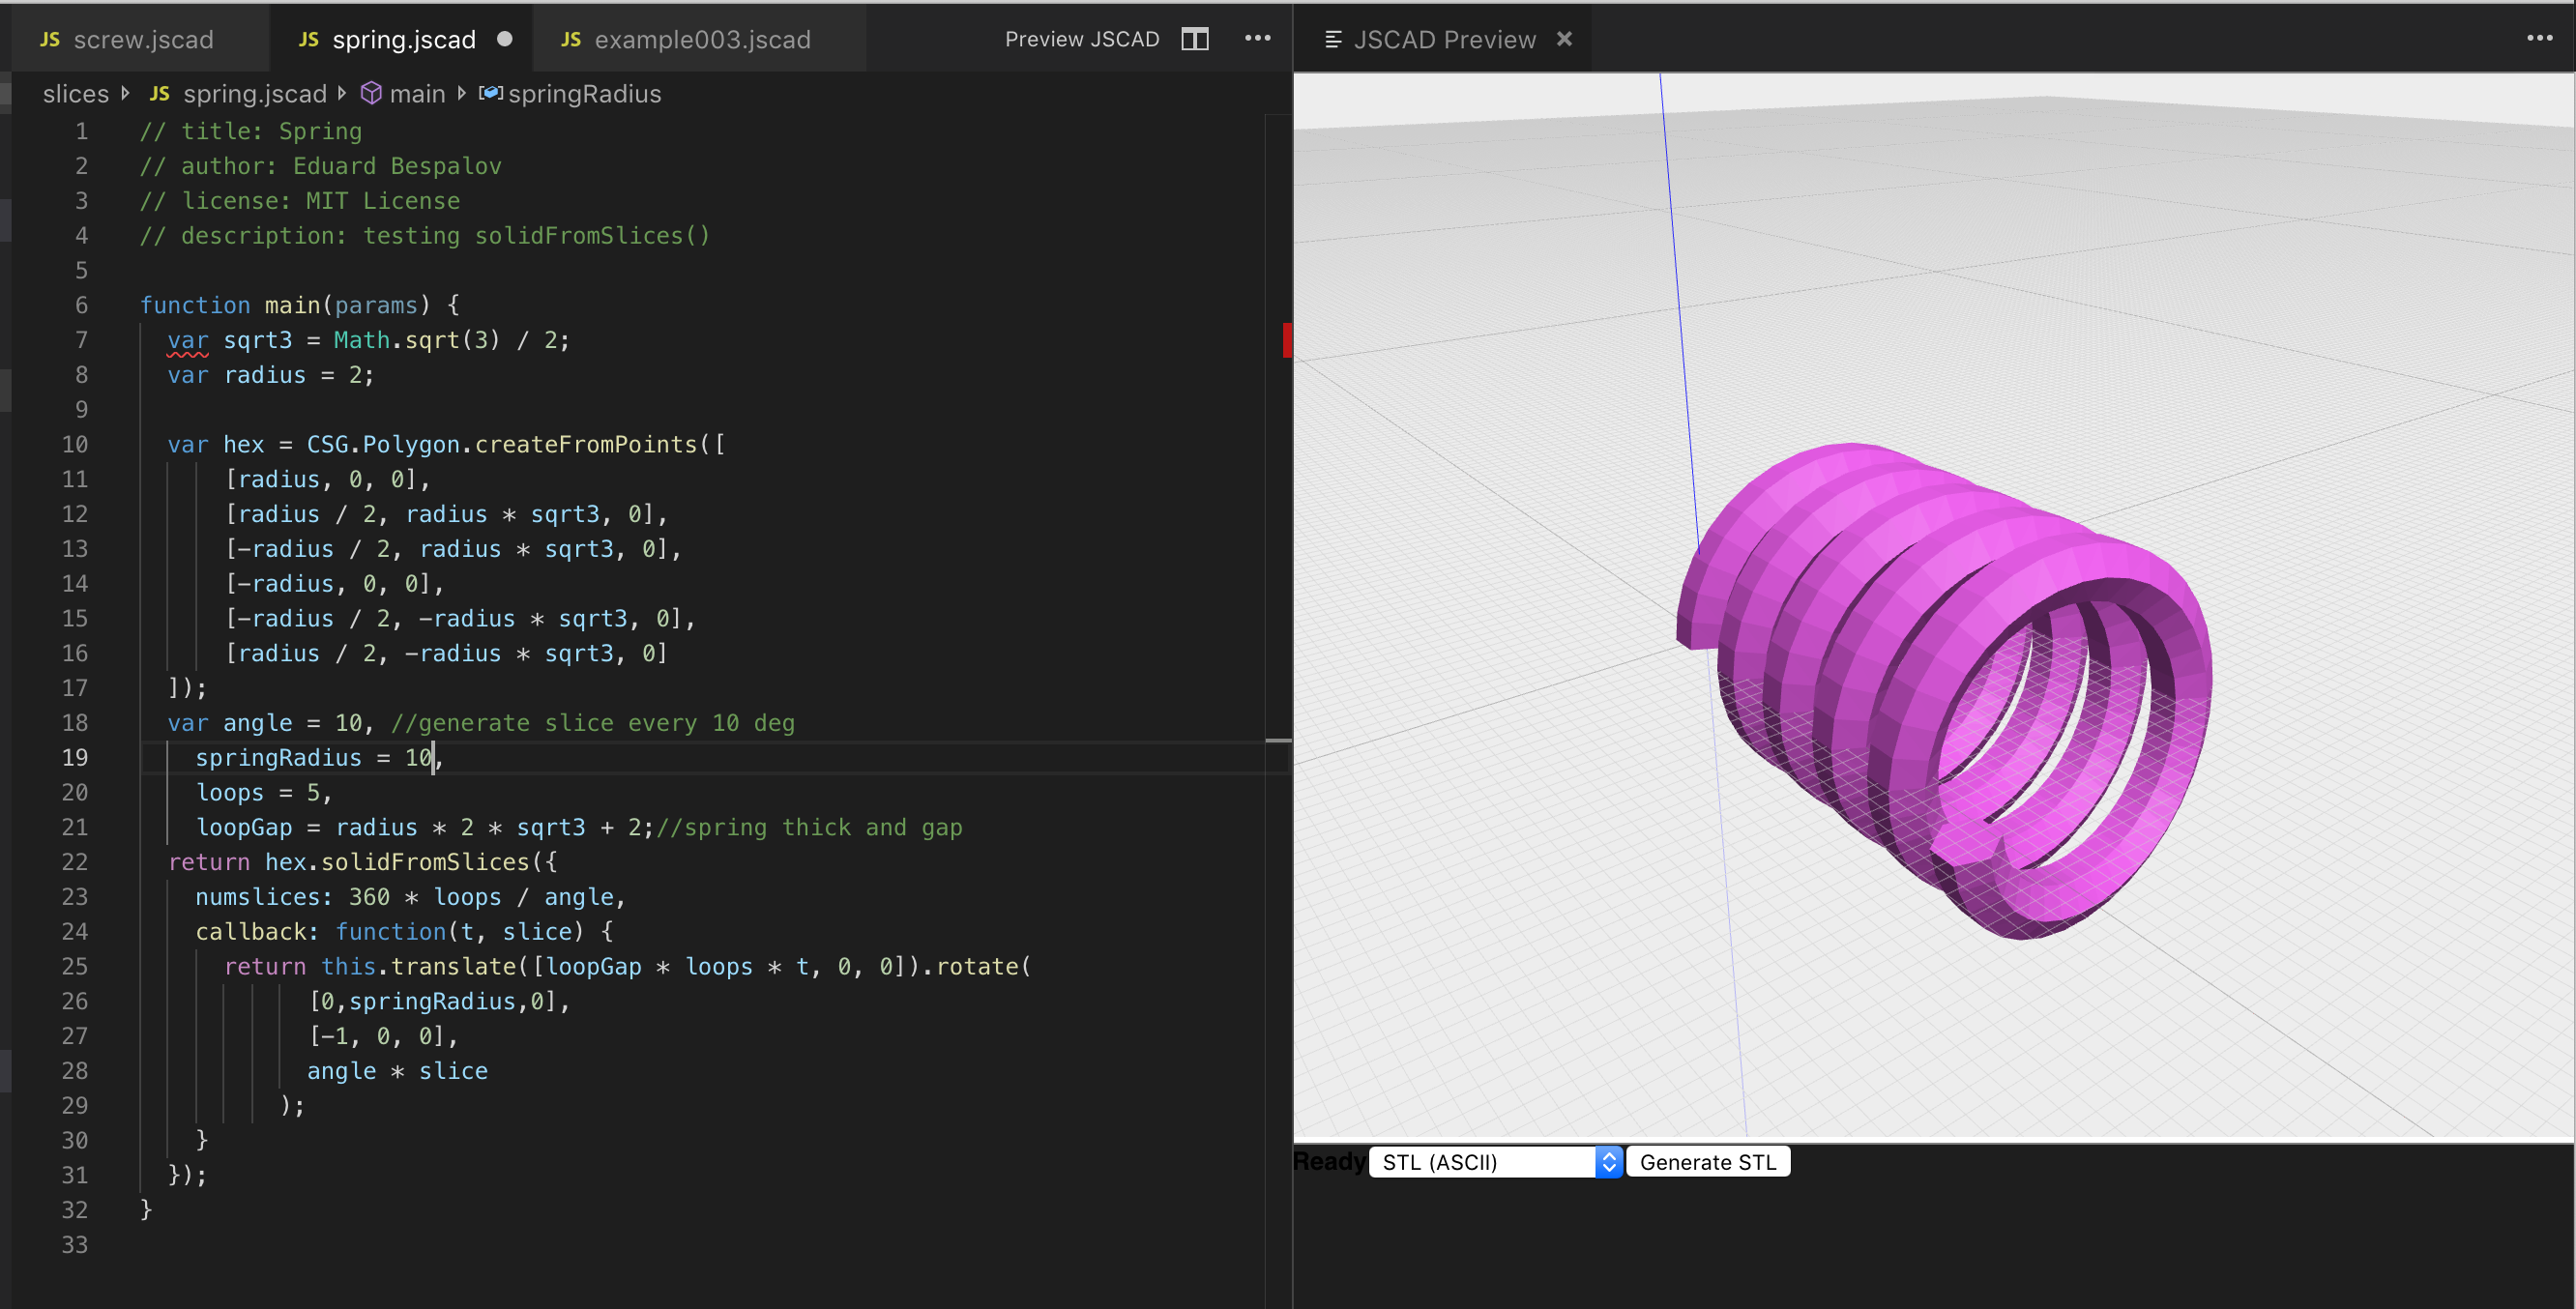 JS screw.jscad JS spring.jscad JS example003.jscad Preview JSCAD JSCAD Preview
slices JS spring.jscad main springRadius
1 // title: Spring
2 // author: Eduard Bespalov
3 // license: MIT License
4 // description: testing solidFromSlices()
5
6 function main(params) {
7 var sqrt3 = Math.sqrt(3) / 2;
8 var radius = 2;
9
10 var hex = CSG.Polygon.createFromPoints([
11 [radius, 0, 0],
12 [radius / 2, radius * sqrt3, 0],
13 [-radius / 2, radius * sqrt3, 0],
14 [-radius, 0, 0],
15 [-radius / 2, -radius * sqrt3, 0],
16 [radius / 2, -radius * sqrt3, 0]
17 ]);
18 var angle = 10, //generate slice every 10 deg
19 springRadius = 10,
20 loops = 5,
21 loopGap = radius * 2 * sqrt3 + 2;//spring thick and gap
22 return hex.solidFromSlices({
23 numslices: 360 * loops / angle,
24 callback: function(t, slice) {
25 return this.translate([loopGap * loops * t, 0, 0]).rotate(
26 [0,springRadius,0],
27 [-1, 0, 0],
28 angle * slice
29 );
30 }
31 });
32 }
33
Ready STL (ASCII) Generate STL